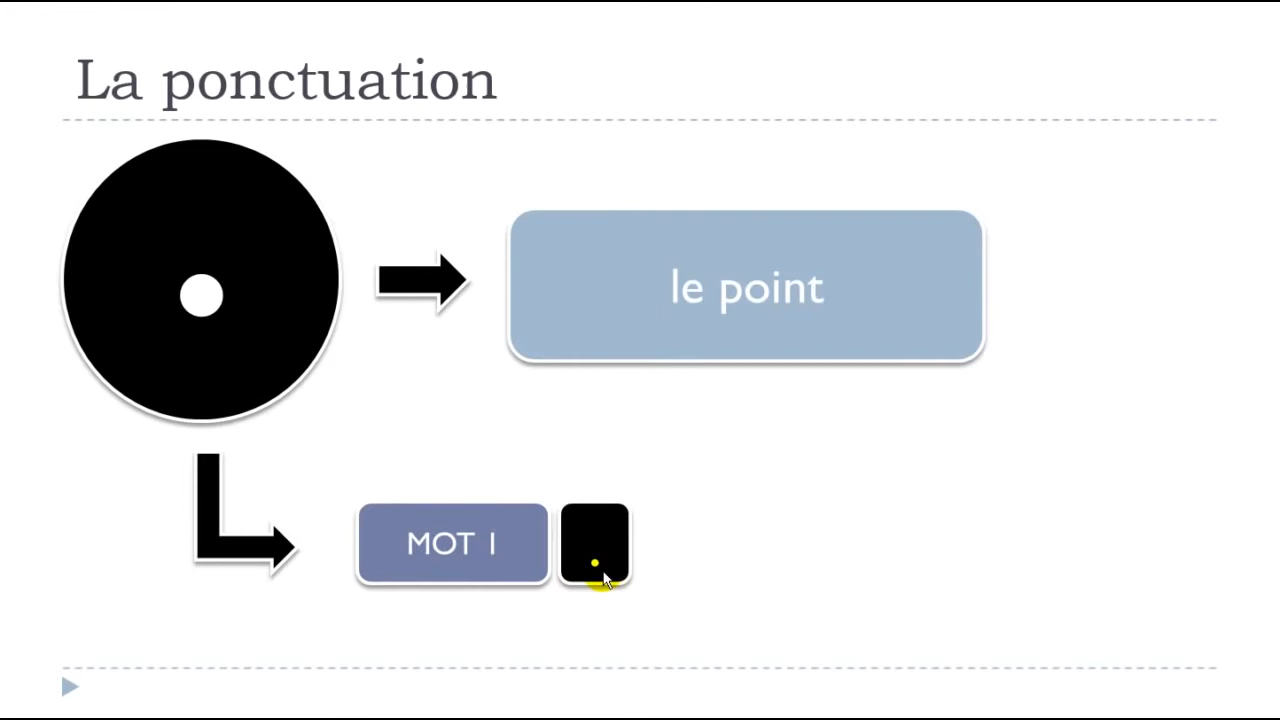 La ponctuation
.
le point
MOT 1 .